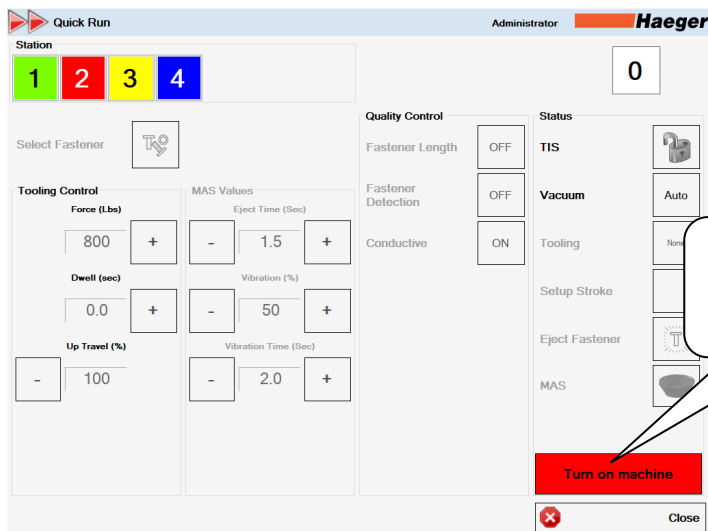 Quick Run
Administrator
Haeger
Station
1 2 3 4
0
Select Fastener
Quality Control
Fastener Length OFF
Fastener Detection OFF
Conductive ON
Status
TIS
Vacuum Auto
Tooling None
Setup Stroke
Eject Fastener
MAS
Tooling Control
Force (Lbs)
800 +
Dwell (sec)
0.0 +
Up Travel (%)
- 100
MAS Values
Eject Time (Sec)
- 1.5 +
Vibration (%)
- 50 +
Vibration Time (Sec)
- 2.0 +
Turn on machine
Close